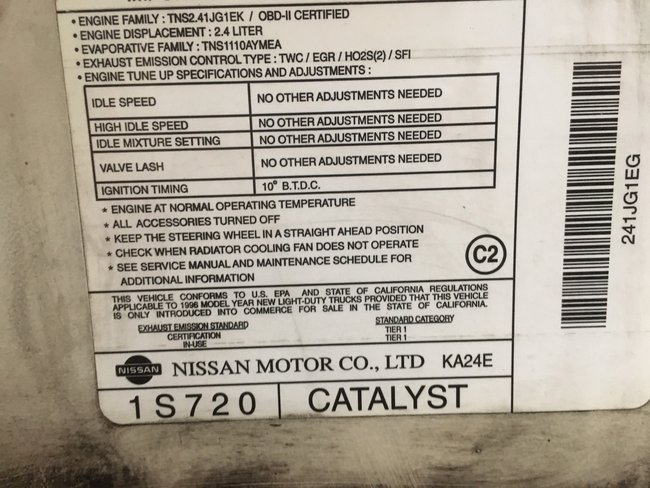 • ENGINE FAMILY : TNS2.41JG1EK / OBD-II CERTIFIED
• ENGINE DISPLACEMENT : 2.4 LITER
• EVAPORATIVE FAMILY : TNS1110AYMEA
• EXHAUST EMISSION CONTROL TYPE : TWC / EGR / HO2S(2) / SFI
• ENGINE TUNE UP SPECIFICATIONS AND ADJUSTMENTS :
IDLE SPEED NO OTHER ADJUSTMENTS NEEDED
HIGH IDLE SPEED NO OTHER ADJUSTMENTS NEEDED
IDLE MIXTURE SETTING NO OTHER ADJUSTMENTS NEEDED
VALVE LASH NO OTHER ADJUSTMENTS NEEDED
IGNITION TIMING 10° B.T.D.C.
* ENGINE AT NORMAL OPERATING TEMPERATURE
* ALL ACCESSORIES TURNED OFF
* KEEP THE STEERING WHEEL IN A STRAIGHT AHEAD POSITION
* CHECK WHEN RADIATOR COOLING FAN DOES NOT OPERATE
* SEE SERVICE MANUAL AND MAINTENANCE SCHEDULE FOR
ADDITIONAL INFORMATION
C2
THIS VEHICLE CONFORMS TO U.S. EPA AND STATE OF CALIFORNIA REGULATIONS
APPLICABLE TO 1996 MODEL YEAR NEW LIGHT-DUTY TRUCKS PROVIDED THAT THIS VEHICLE
IS ONLY INTRODUCED INTO COMMERCE FOR SALE IN THE STATE OF CALIFORNIA.
EXHAUST EMISSION STANDARD STANDARD CATEGORY
CERTIFICATION TIER 1
IN-USE TIER 1
NISSAN NISSAN MOTOR CO., LTD KA24E
1S720 CATALYST
241JG1EG